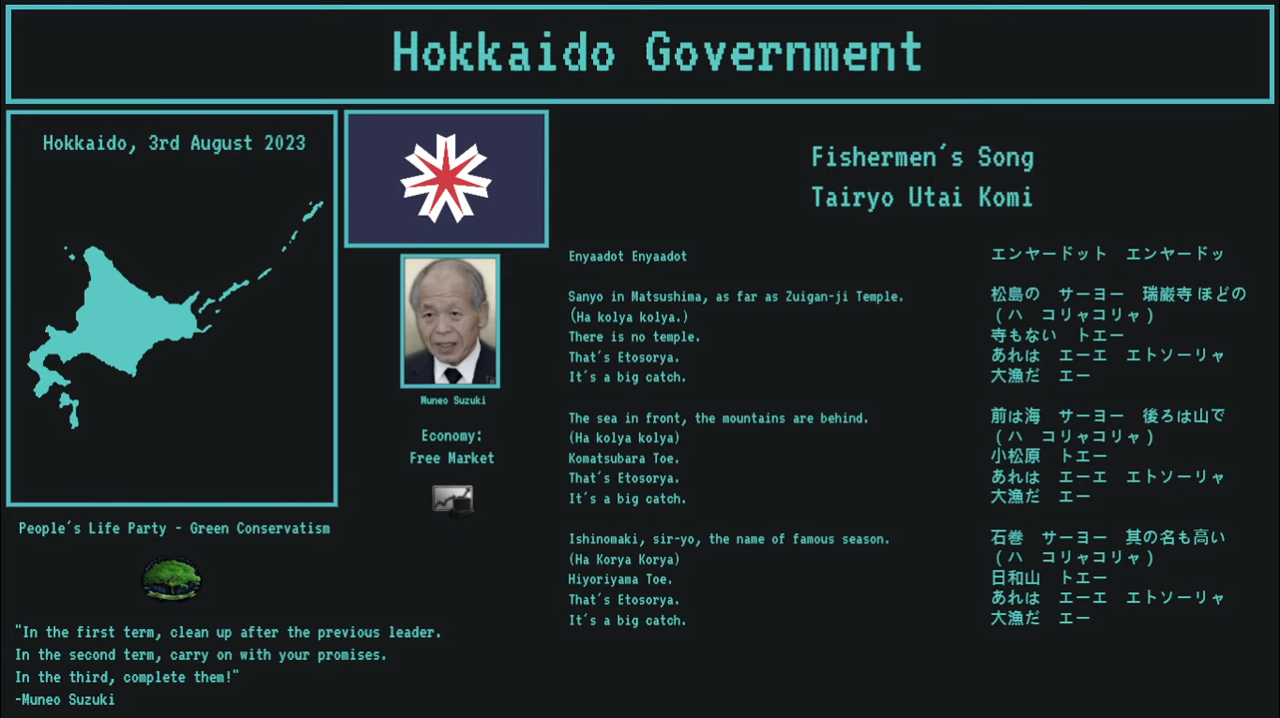 Hokkaido Government
Hokkaido, 3rd August 2023
People's Life Party - Green Conservatism
"In the first term, clean up after the previous leader.
In the second term, carry on with your promises.
In the third, complete them!"
-Muneo Suzuki
Muneo Suzuki
Economy:
Free Market
Fishermen's Song
Tairyo Utai Komi
Enyaadot Enyaadot
Sanyo in Matsushima, as far as Zuigan-ji Temple.
(Ha kolya kolya.)
There is no temple.
That's Etosorya.
It's a big catch.
The sea in front, the mountains are behind.
(Ha kolya kolya)
Komatsubara Toe.
That's Etosorya.
It's a big catch.
Ishinomaki, sir-yo, the name of famous season.
(Ha Korya Korya)
Hiyoriyama Toe.
That's Etosorya.
It's a big catch.
エンヤードット　エンヤードッ
松島の　サーヨー　瑞巌寺 ほどの
(ハ　コリャコリャ)
寺もない　トエー
あれは　エーエ　エトソーリャ
大漁だ　エー
前は海　サーヨー　後ろは山で
(ハ　コリャコリャ)
小松原　トエー
あれは　エーエ　エトソーリャ
大漁だ　エー
石巻　サーヨー　其の名も高い
(ハ　コリャコリャ)
日和山　トエー
あれは　エーエ　エトソーリャ
大漁だ　エー